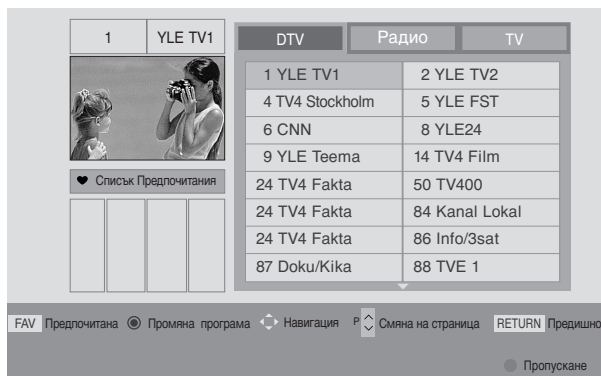 1 YLE TV1
DTV Радио TV
1 YLE TV1 2 YLE TV2
4 TV4 Stockholm 5 YLE FST
6 CNN 8 YLE24
9 YLE Teema 14 TV4 Film
24 TV4 Fakta 50 TV400
24 TV4 Fakta 84 Kanal Lokal
24 TV4 Fakta 86 Info/3sat
87 Doku/Kika 88 TVE 1
Списък Предпочитания
FAV Предпочитана Промяна програма Навигация P Смяна на страница RETURN Предишно
Пропускане